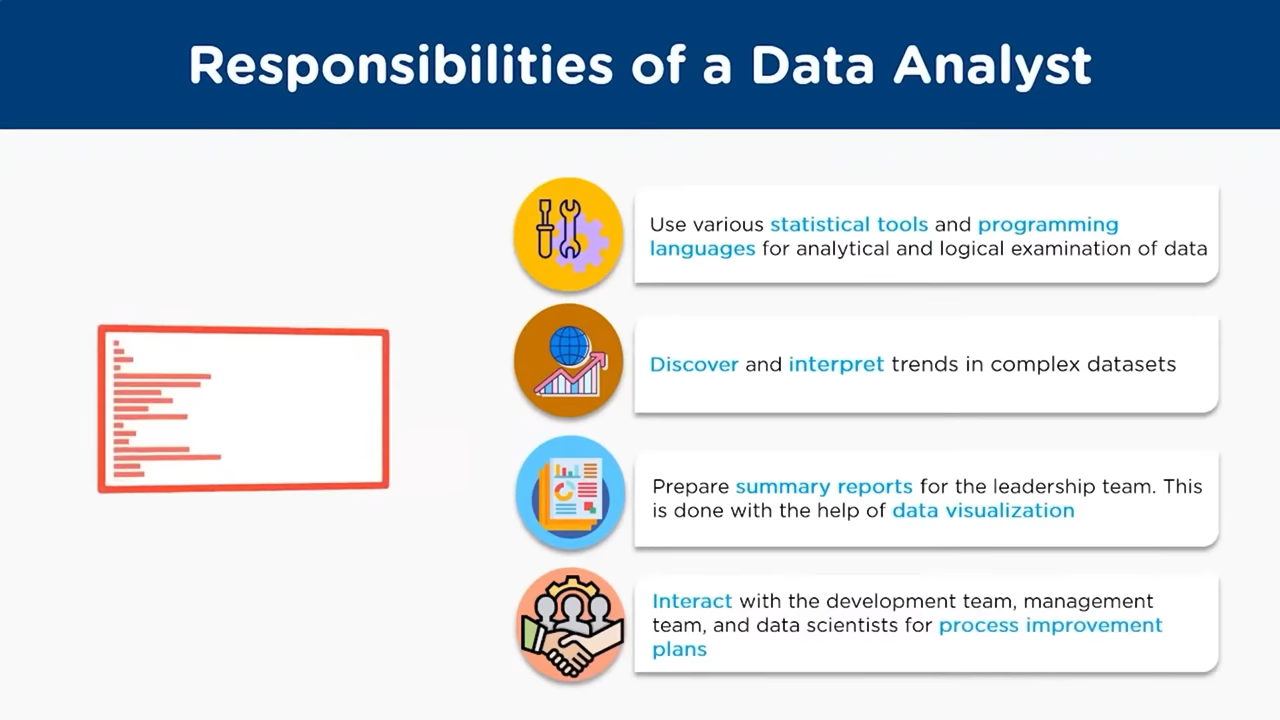 Responsibilities of a Data Analyst
Use various statistical tools and programming
languages for analytical and logical examination of data
Discover and interpret trends in complex datasets
Prepare summary reports for the leadership team. This
is done with the help of data visualization
Interact with the development team, management
team, and data scientists for process improvement
plans